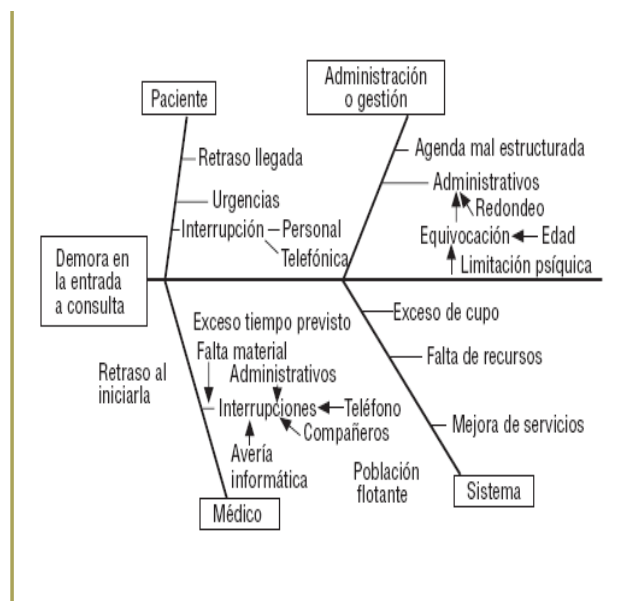 Paciente
Administración
o gestión
Retraso llegada
Urgencias
Interrupción
Personal
Telefónica
Agenda mal estructurada
Administrativos
Redondeo
Equivocación
Edad
Limitación psíquica
Demora en
la entrada
a consulta
Exceso tiempo previsto
Falta material
Administrativos
Retraso al
iniciarla
Interrupciones
Teléfono
Compañeros
Avería
informática
Médico
Exceso de cupo
Falta de recursos
Mejora de servicios
Población
flotante
Sistema